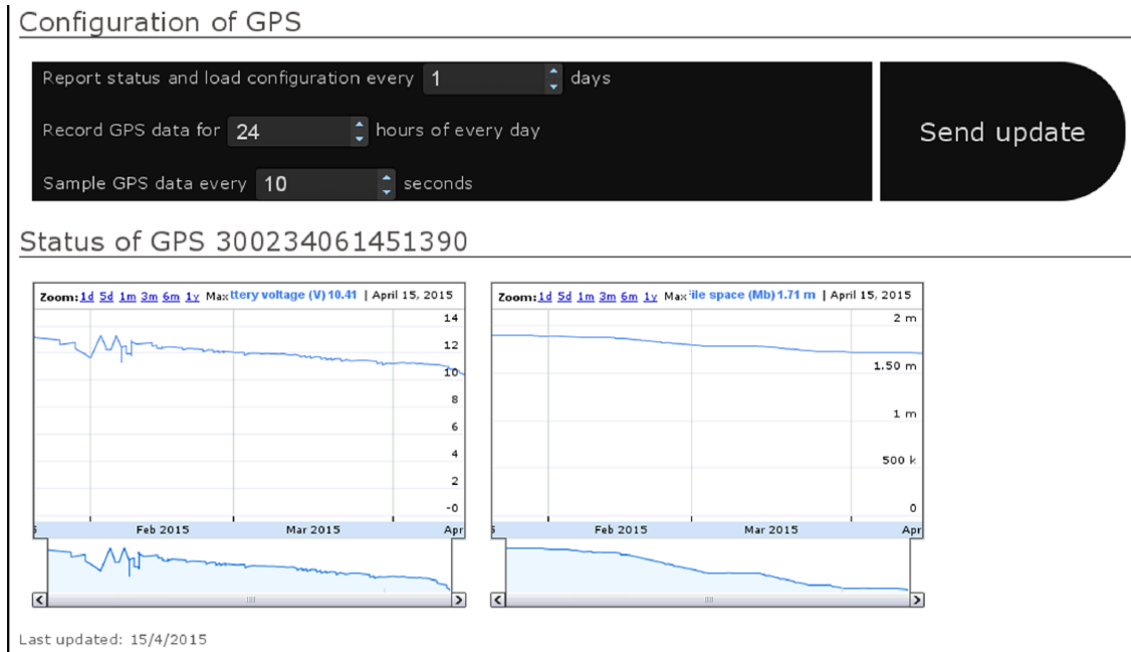 Configuration of GPS
Report status and load configuration every 1 days
Record GPS data for 24 hours of every day
Sample GPS data every 10 seconds
Send update
Status of GPS 300234061451390
Zoom: 1d 5d 1m 3m 6m 1y Max ttery voltage (V) 10.41 | April 15, 2015
14
12
10
8
6
4
2
-0
5 Feb 2015 Mar 2015 Apr
Zoom: 1d 5d 1m 3m 6m 1y Max ile space (Mb) 1.71 m | April 15, 2015
2 m
1.50 m
1 m
500 k
0
5 Feb 2015 Mar 2015 Apr
Last updated: 15/4/2015